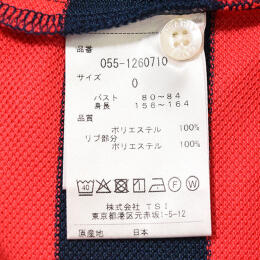 品番
055-1260710
サイズ
0
バスト 80~84
身長 156~164
品質
ポリエステル 100%
リブ部分
ポリエステル 100%
40 P W
株式会社 TSI
東京都港区元赤坂1-5-12
原産地 日本